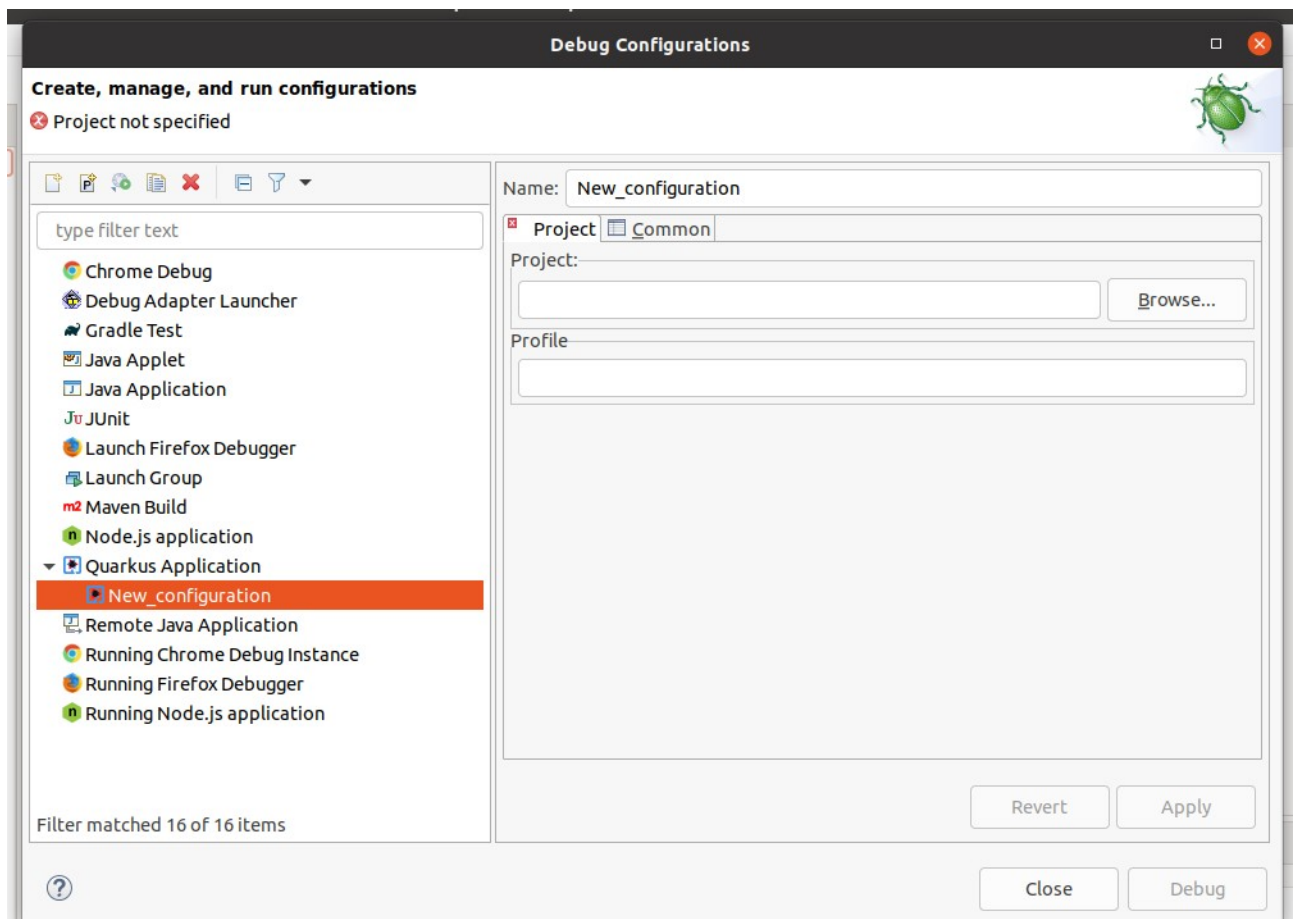 Debug Configurations
Create, manage, and run configurations
Project not specified
type filter text
Chrome Debug
Debug Adapter Launcher
Gradle Test
Java Applet
Java Application
Ju JUnit
Launch Firefox Debugger
Launch Group
m2 Maven Build
Node.js application
Quarkus Application
New_configuration
Remote Java Application
Running Chrome Debug Instance
Running Firefox Debugger
Running Node.js application
Filter matched 16 of 16 items
Name: New_configuration
Project Common
Project:
Browse...
Profile
Revert Apply
Close Debug